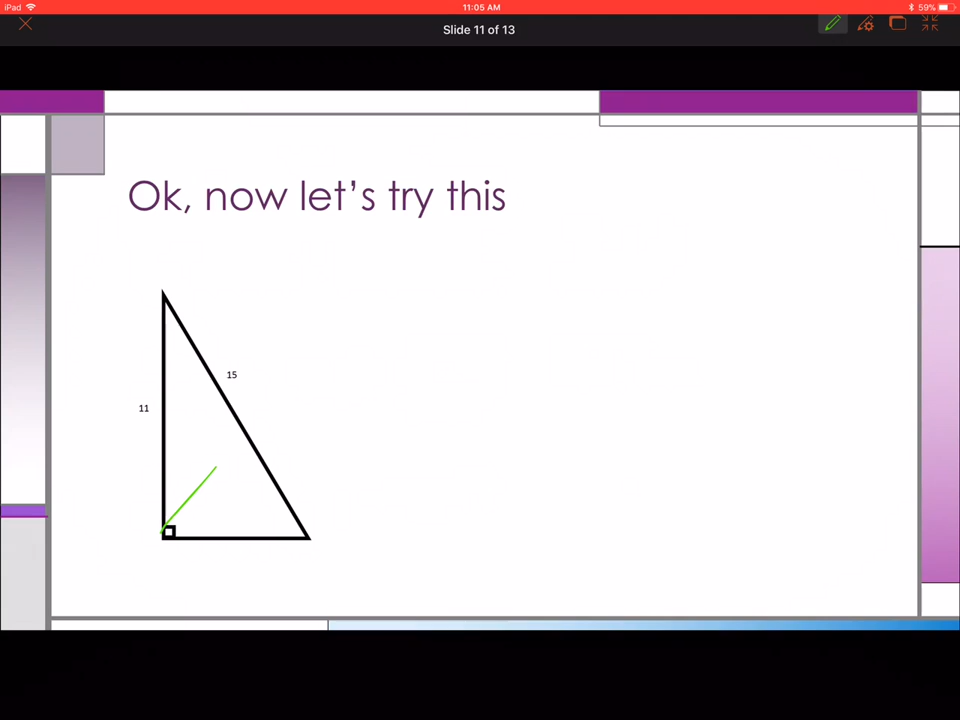 iPad 11:05 AM 59%
Slide 11 of 13
Ok, now let’s try this
15
11